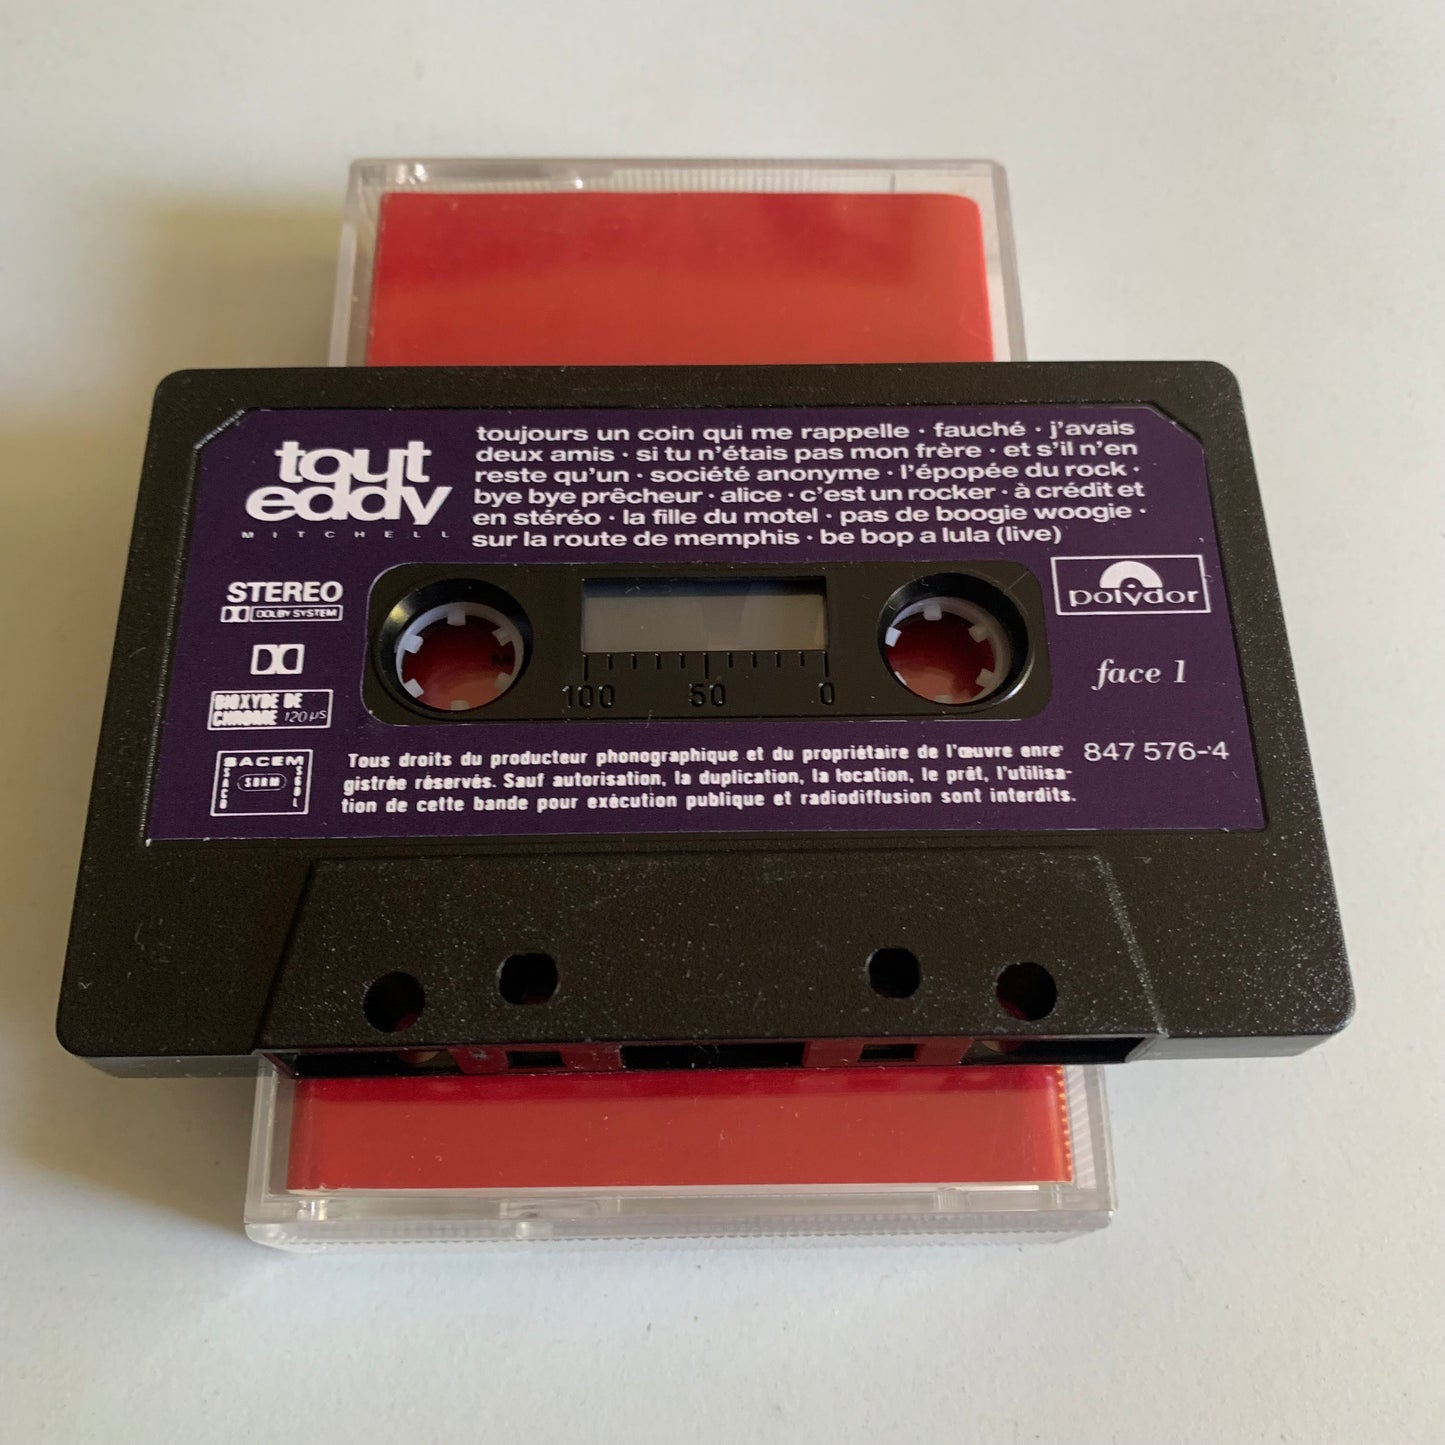 tout
eddy
MITCHELL
toujours un coin qui me rappelle · fauché · j'avais
deux amis · si tu n'étais pas mon frère · et s'il n'en
reste qu'un · société anonyme · l'épopée du rock ·
bye bye prêcheur · alice · c'est un rocker · à crédit et
en stéréo · la fille du motel · pas de boogie woogie ·
sur la route de memphis · be bop a lula (live)
STEREO
DOLBY SYSTEM
BIOXYDE DE
CHROME 120 µs
100 50 0
polydor
face 1
847 576-4
SACEM
SACD
SDRM
SGDL
Tous droits du producteur phonographique et du propriétaire de l'œuvre enre
gistrée réservés. Sauf autorisation, la duplication, la location, le prêt, l'utilisa-
tion de cette bande pour exécution publique et radiodiffusion sont interdits.